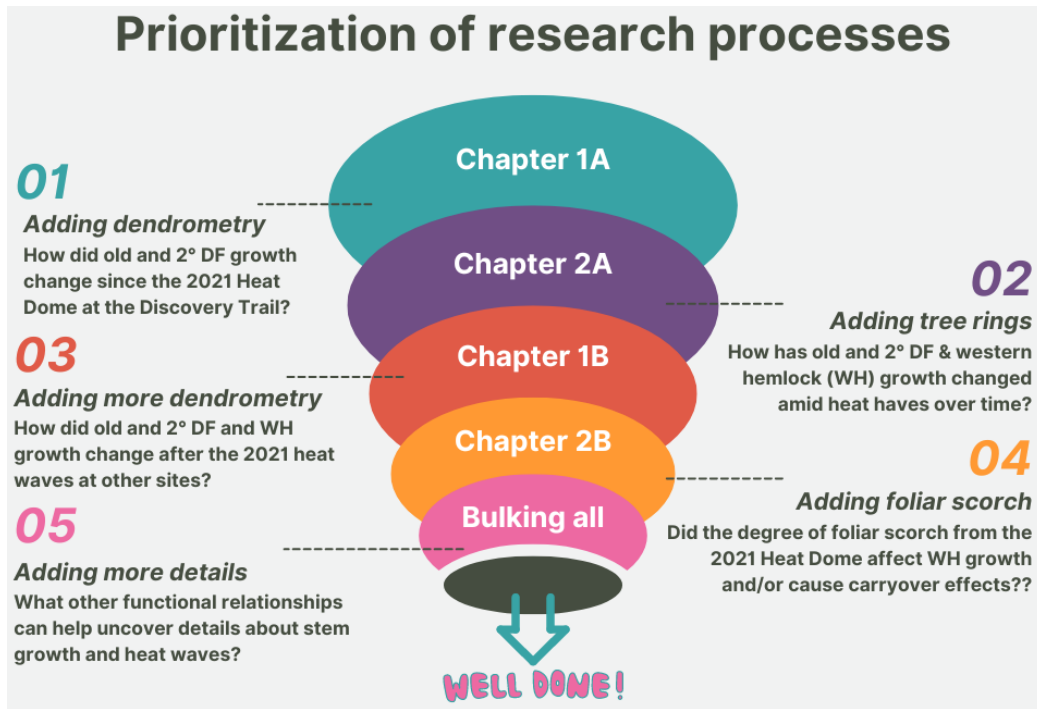 Prioritization of research processes
Chapter 1A
Chapter 2A
Chapter 1B
Chapter 2B
Bulking all
01
Adding dendrometry
How did old and 2° DF growth
change since the 2021 Heat
Dome at the Discovery Trail?
02
Adding tree rings
How has old and 2° DF & western
hemlock (WH) growth changed
amid heat haves over time?
03
Adding more dendrometry
How did old and 2° DF and WH
growth change after the 2021 heat
waves at other sites?
04
Adding foliar scorch
Did the degree of foliar scorch from the
2021 Heat Dome affect WH growth
and/or cause carryover effects??
05
Adding more details
What other functional relationships
can help uncover details about stem
growth and heat waves?
WELL DONE!